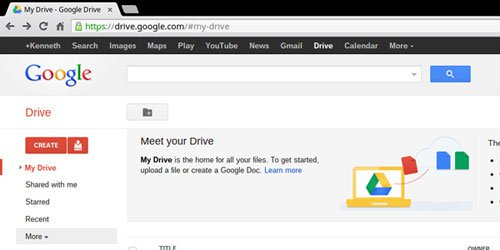 My Drive - Google Drive
https://drive.google.com/#my-drive
+Kenneth Search Images Maps Play YouTube News Gmail Drive Calendar More
Google
Drive
CREATE
My Drive
Shared with me
Starred
Recent
More
Meet your Drive
My Drive is the home for all your files. To get started,
upload a file or create a Google Doc. Learn more
The
TITLE
OWNER